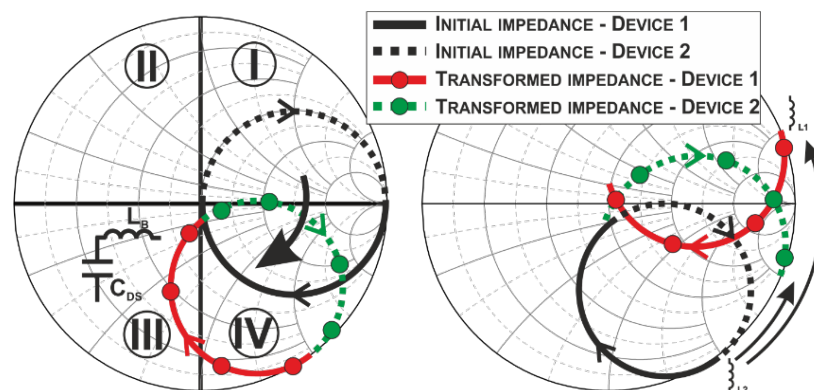 II
I
INITIAL IMPEDANCE - DEVICE 1
INITIAL IMPEDANCE - DEVICE 2
TRANSFORMED IMPEDANCE - DEVICE 1
TRANSFORMED IMPEDANCE - DEVICE 2
L1
LB
CDS
III
IV